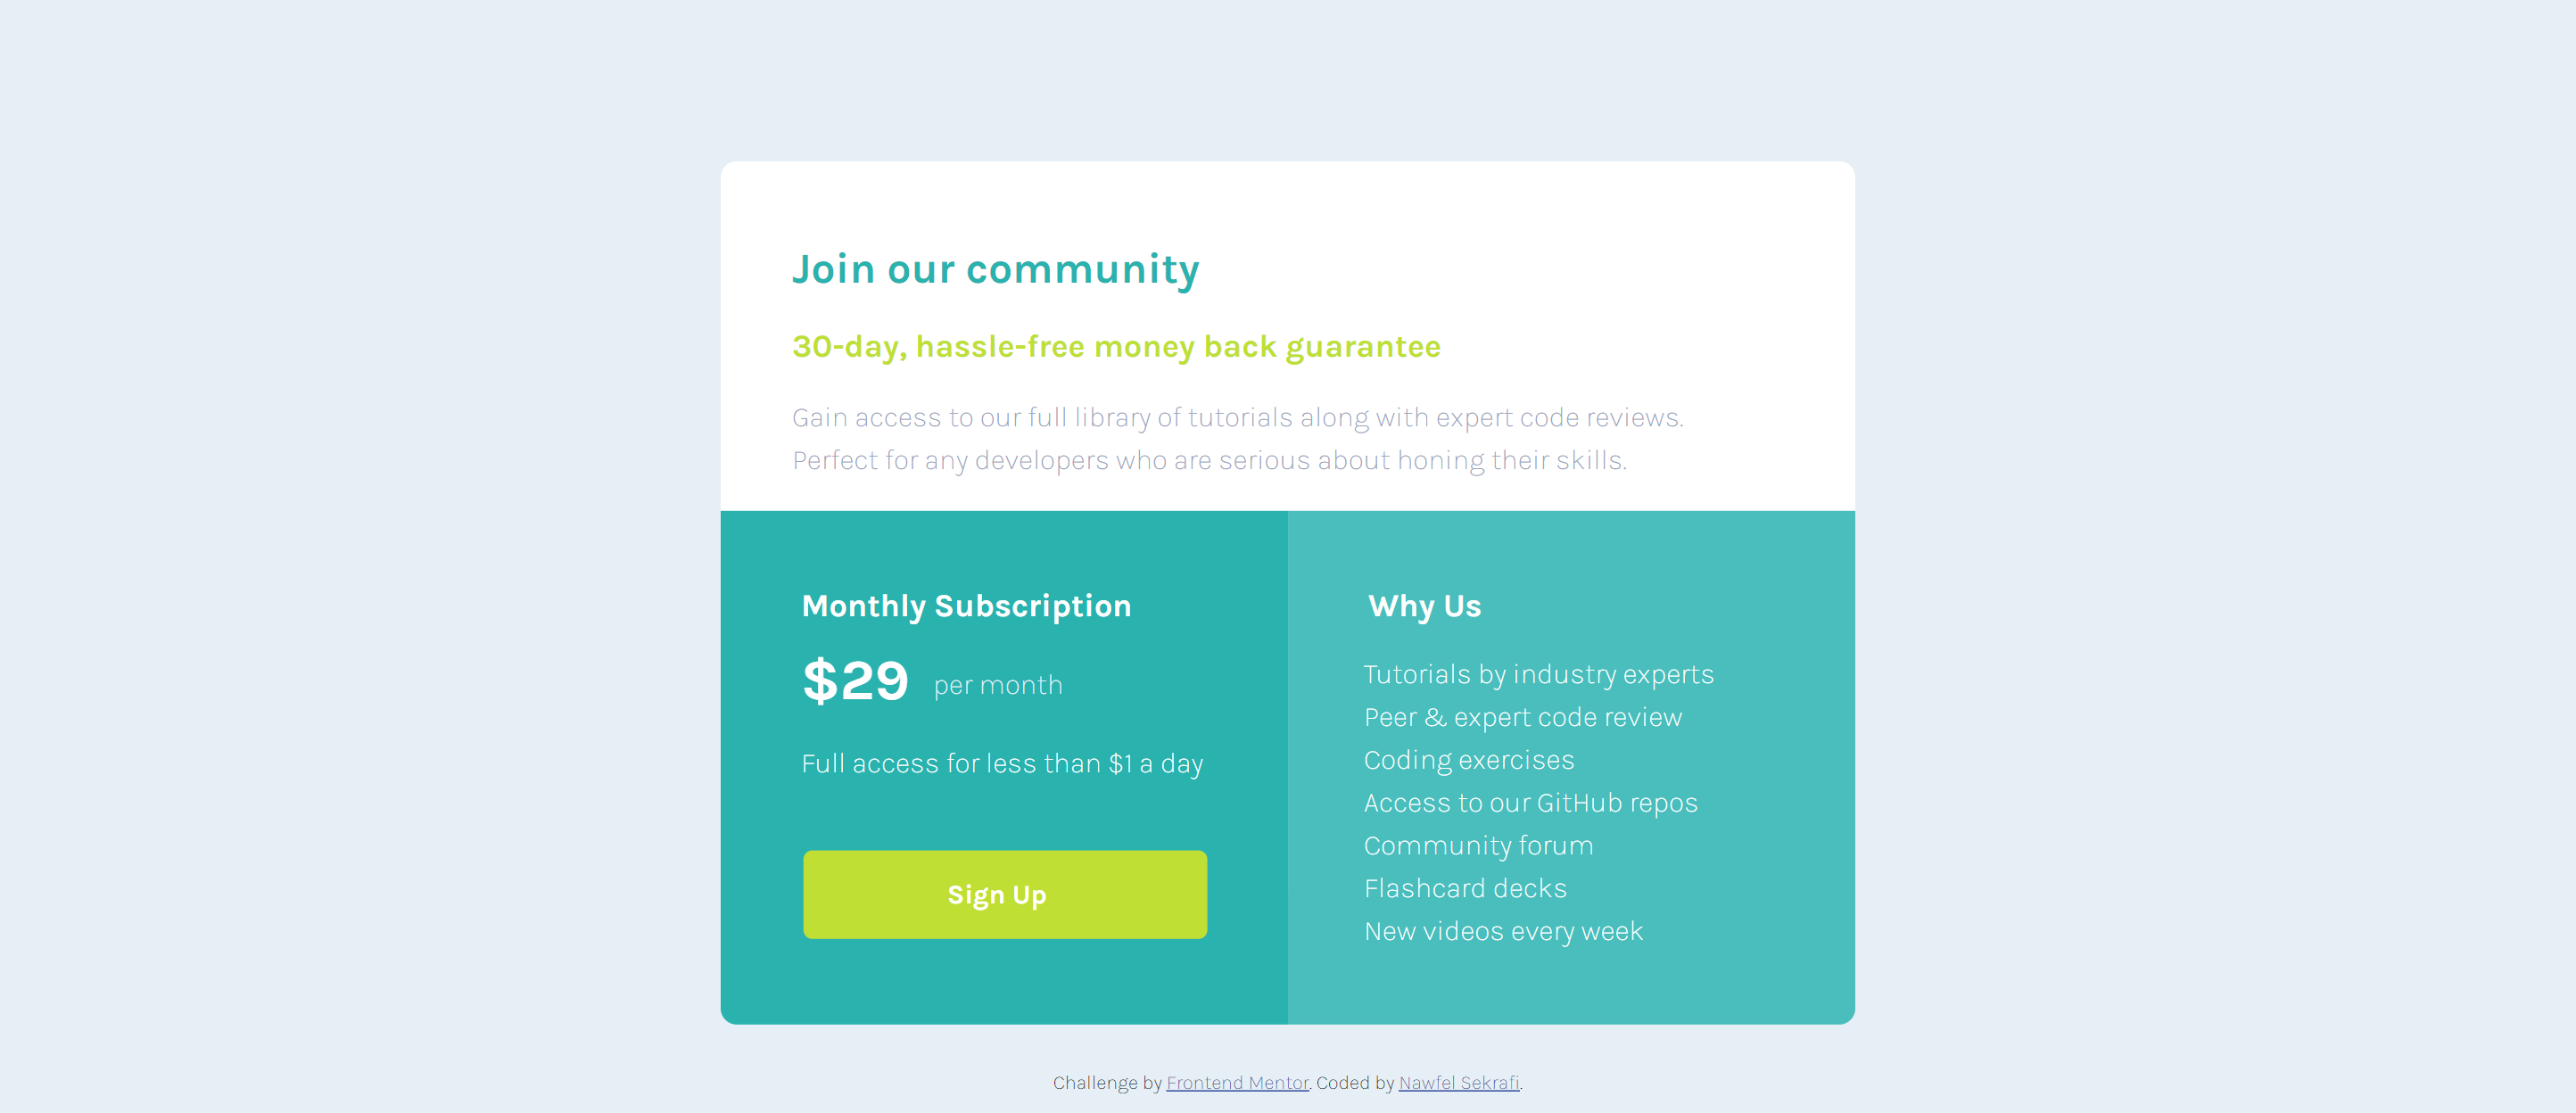 Join our community
30-day, hassle-free money back guarantee
Gain access to our full library of tutorials along with expert code reviews.
Perfect for any developers who are serious about honing their skills.
Monthly Subscription
$29 per month
Full access for less than $1 a day
Sign Up
Why Us
Tutorials by industry experts
Peer & expert code review
Coding exercises
Access to our GitHub repos
Community forum
Flashcard decks
New videos every week
Challenge by Frontend Mentor. Coded by Nawfel Sekrafi.